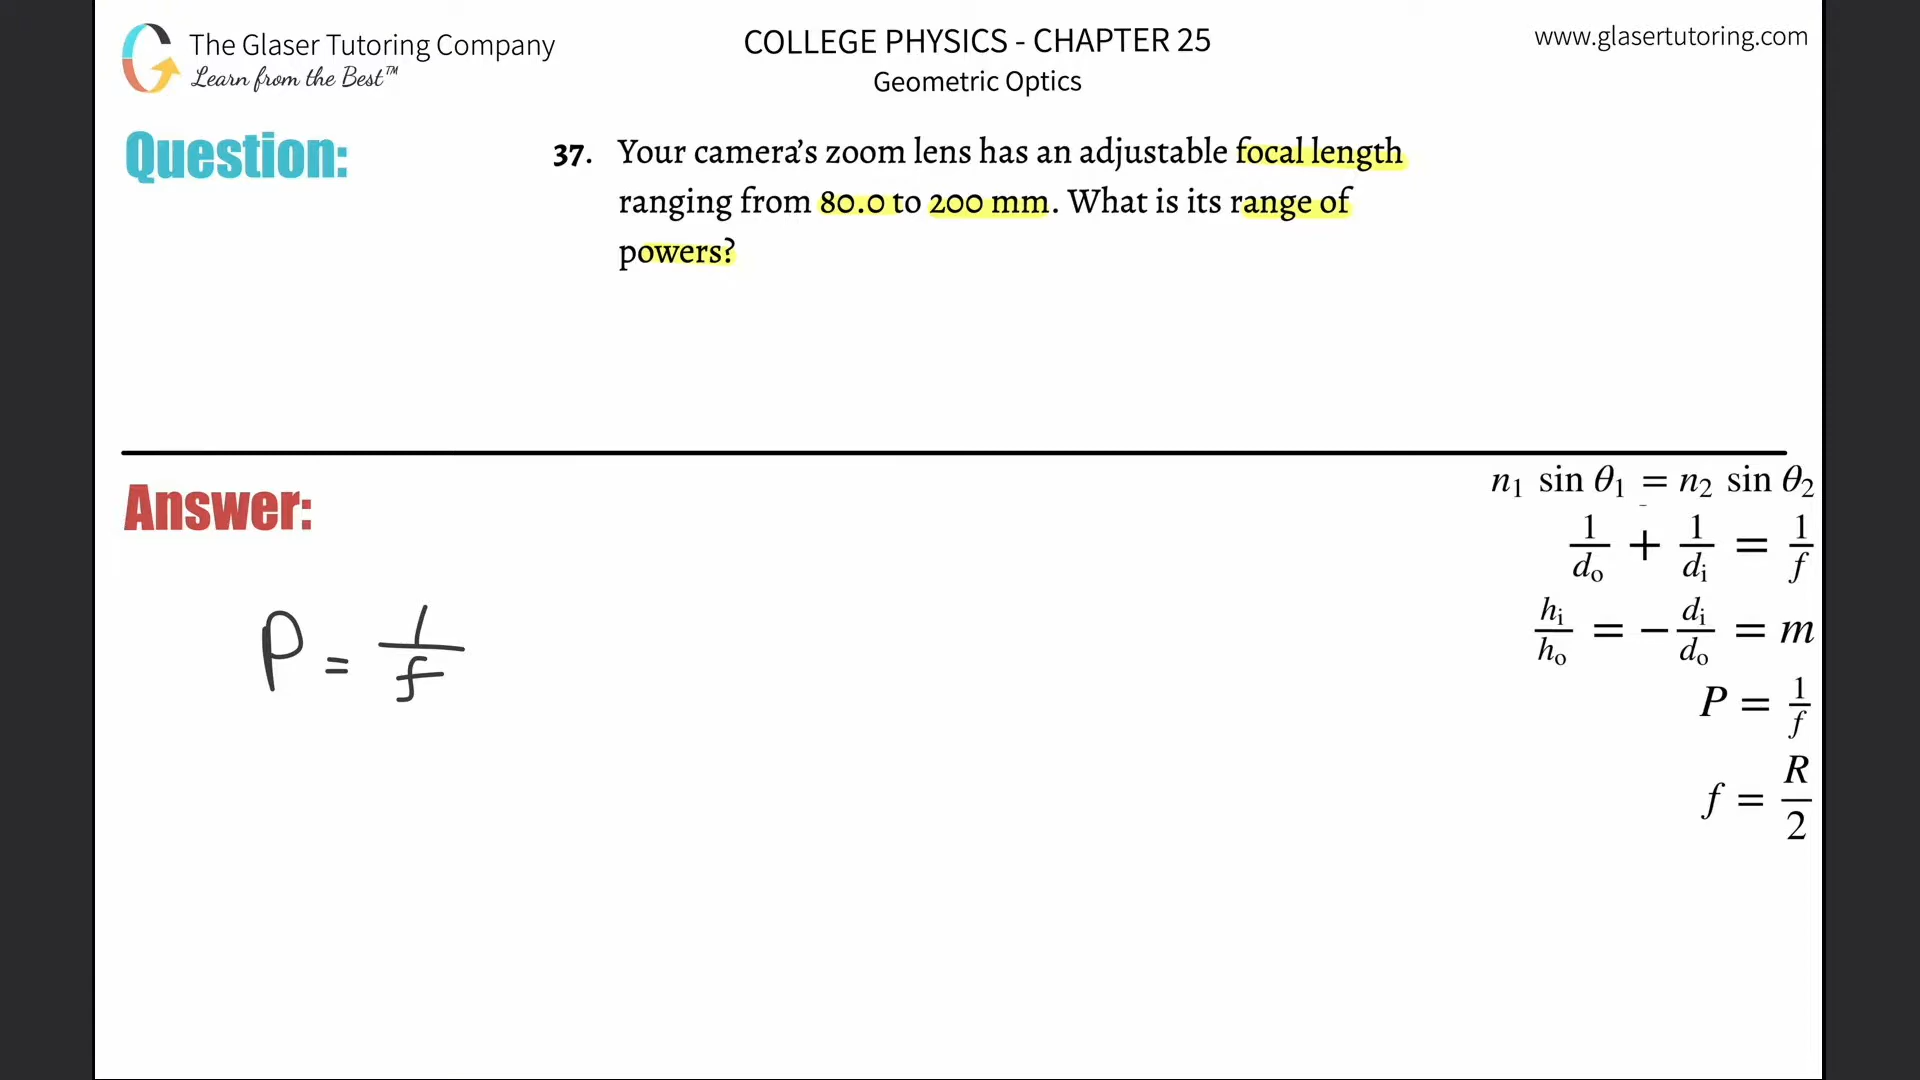 The Glaser Tutoring Company
Learn from the Best™
COLLEGE PHYSICS - CHAPTER 25
Geometric Optics
www.glasertutoring.com
Question:
37. Your camera's zoom lens has an adjustable focal length
ranging from 80.0 to 200 mm. What is its range of
powers?
Answer:
n₁ sin θ₁ = n₂ sin θ₂
1/dₒ + 1/dᵢ = 1/f
hᵢ/hₒ = −dᵢ/dₒ = m
P = 1/f
f = R/2
P = 1/f